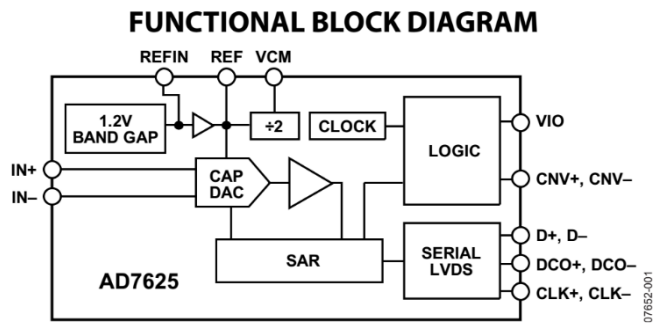 FUNCTIONAL BLOCK DIAGRAM
REFIN
REF
VCM
1.2V
BAND GAP
÷2
CLOCK
LOGIC
VIO
IN+
IN–
CAP
DAC
CNV+, CNV–
SAR
SERIAL
LVDS
D+, D–
DCO+, DCO–
CLK+, CLK–
AD7625
07652-001